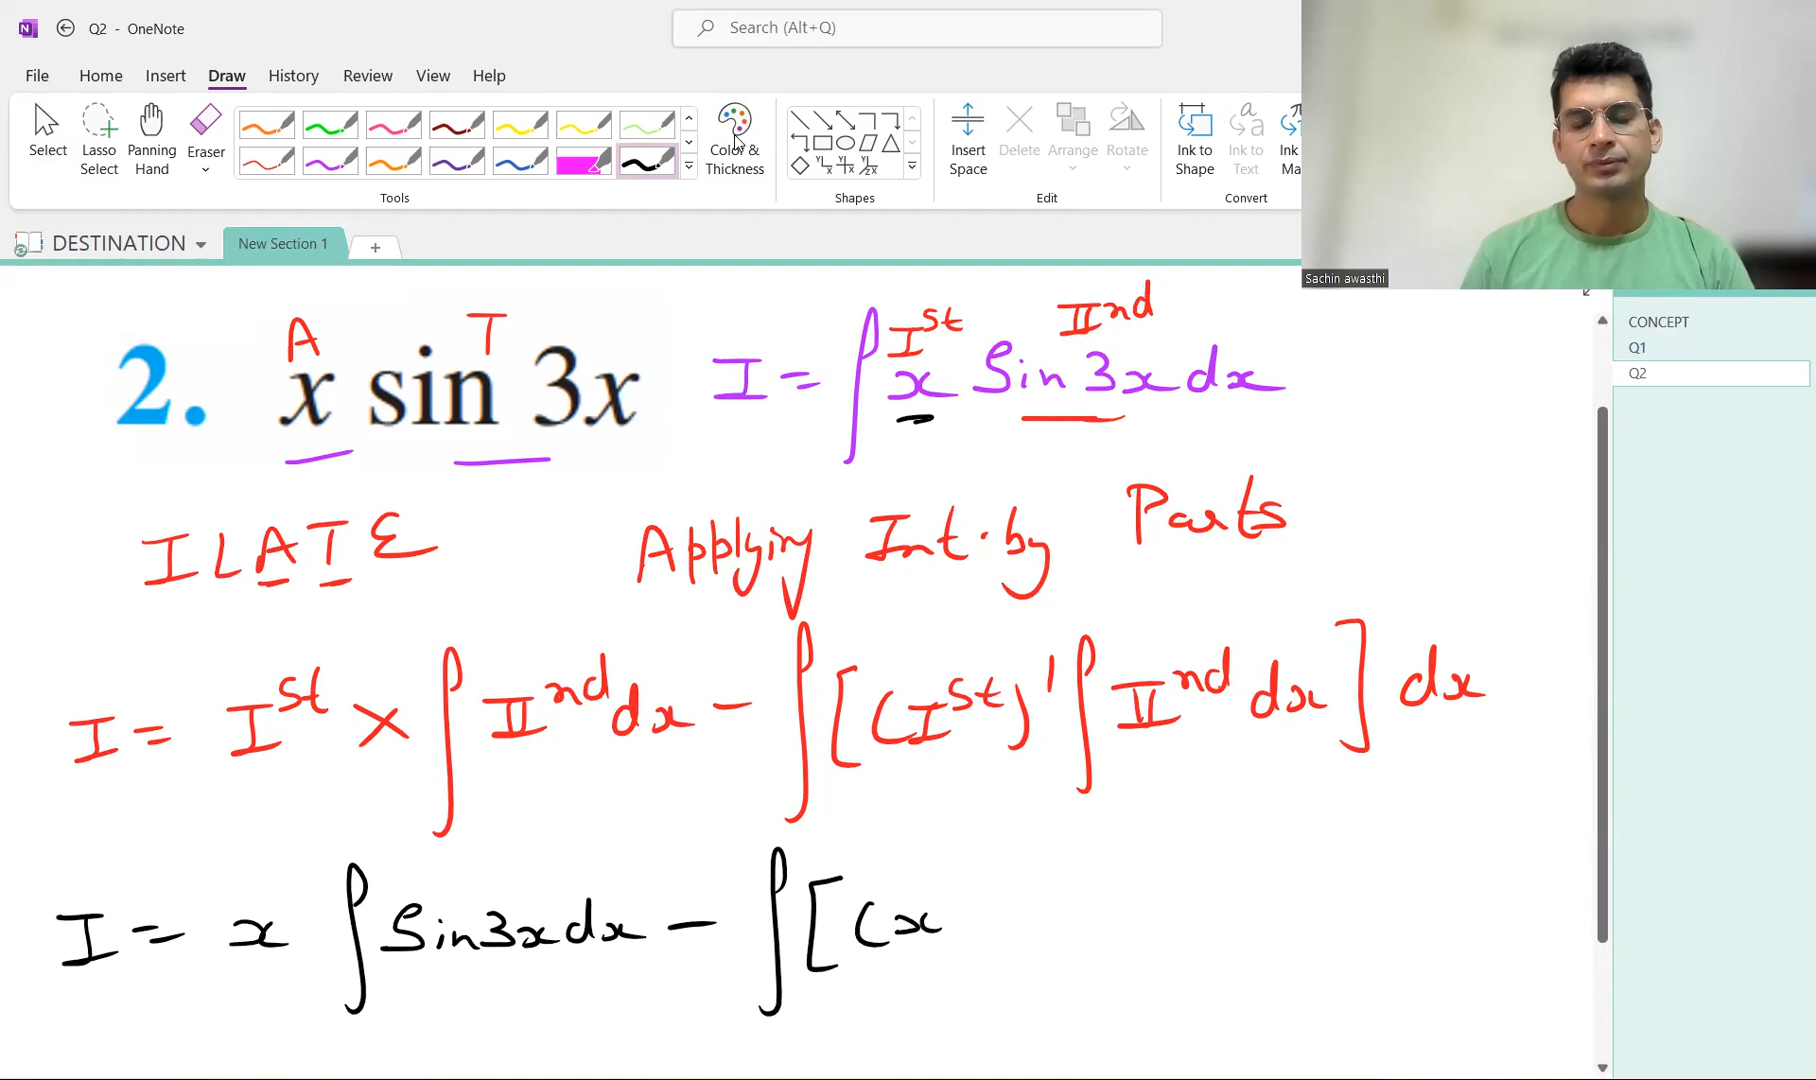 Q2 - OneNote
Search (Alt+Q)
File Home Insert Draw History Review View Help
Select Lasso Select Panning Hand Eraser Color & Thickness Insert Space Delete Arrange Rotate Ink to Shape Ink to Text Ink Ma
Tools Shapes Edit Convert
DESTINATION New Section 1 +
Sachin awasthi
CONCEPT
Q1
Q2
A T
2. x sin 3x
Ist IInd
I = ∫ x Sin 3x dx
ILATE Applying Int. by Parts
I = Ist × ∫ IInd dx - ∫ [(Ist)' ∫ IInd dx] dx
I = x ∫ Sin3x dx - ∫ [(x